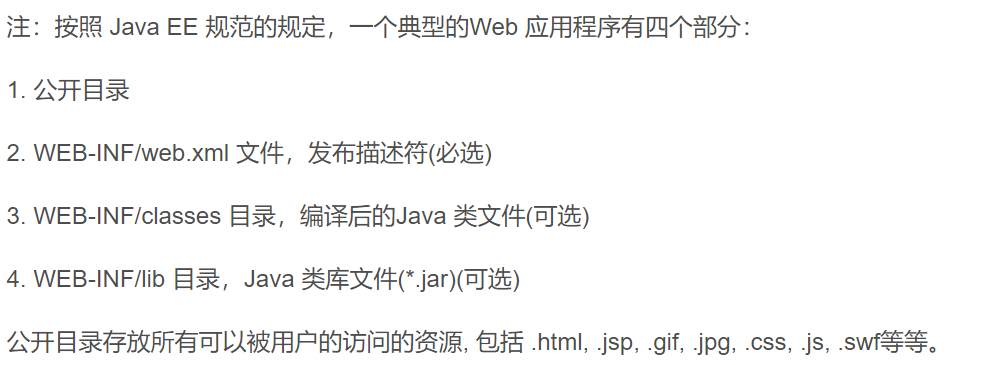 注：按照 Java EE 规范的规定，一个典型的Web 应用程序有四个部分：
1. 公开目录
2. WEB-INF/web.xml 文件，发布描述符(必选)
3. WEB-INF/classes 目录，编译后的Java 类文件(可选)
4. WEB-INF/lib 目录，Java 类库文件(*.jar)(可选)
公开目录存放所有可以被用户的访问的资源, 包括 .html, .jsp, .gif, .jpg, .css, .js, .swf等等。